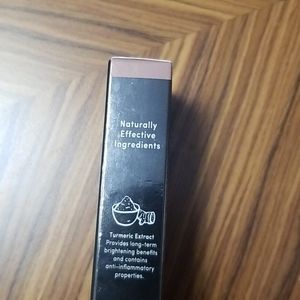 Naturally
Effective
Ingredients
Turmeric Extract
Provides long-term
brightening benefits
and contains
anti-inflammatory
properties.